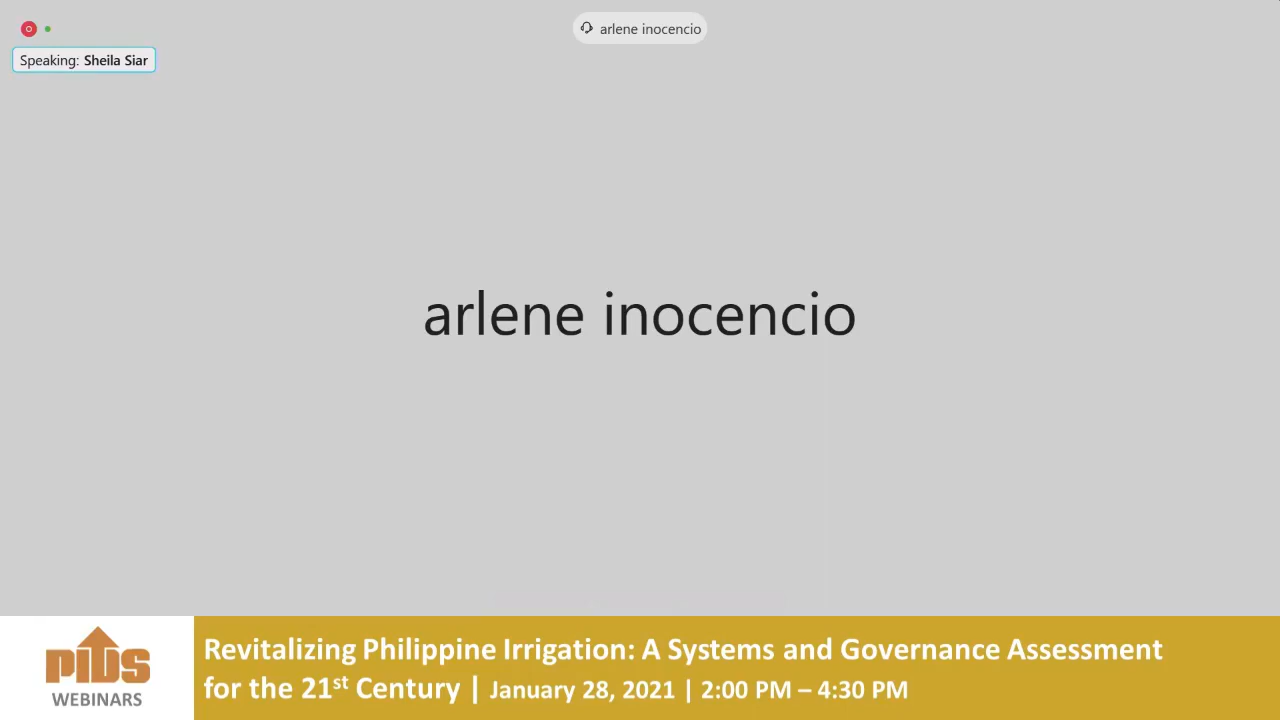 arlene inocencio
Speaking: Sheila Siar
arlene inocencio
PIDS
WEBINARS
Revitalizing Philippine Irrigation: A Systems and Governance Assessment
for the 21st Century | January 28, 2021 | 2:00 PM – 4:30 PM